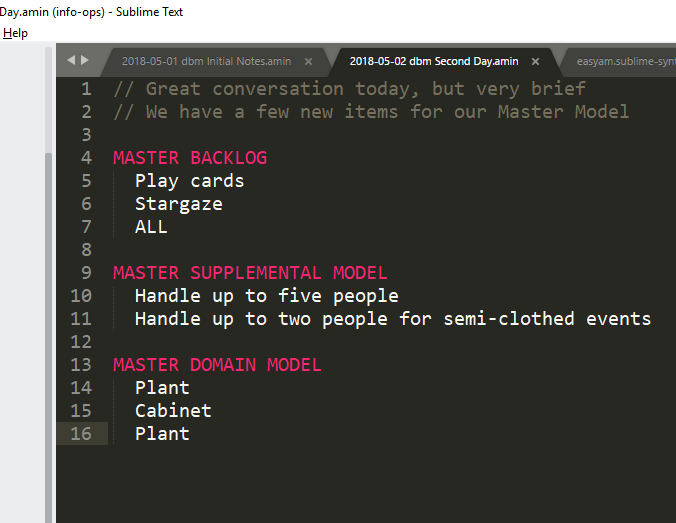 Day.amin (info-ops) - Sublime Text
Help
2018-05-01 dbm Initial Notes.amin × 2018-05-02 dbm Second Day.amin × easyam.sublime-syn
1 // Great conversation today, but very brief
2 // We have a few new items for our Master Model
3
4 MASTER BACKLOG
5 Play cards
6 Stargaze
7 ALL
8
9 MASTER SUPPLEMENTAL MODEL
10 Handle up to five people
11 Handle up to two people for semi-clothed events
12
13 MASTER DOMAIN MODEL
14 Plant
15 Cabinet
16 Plant